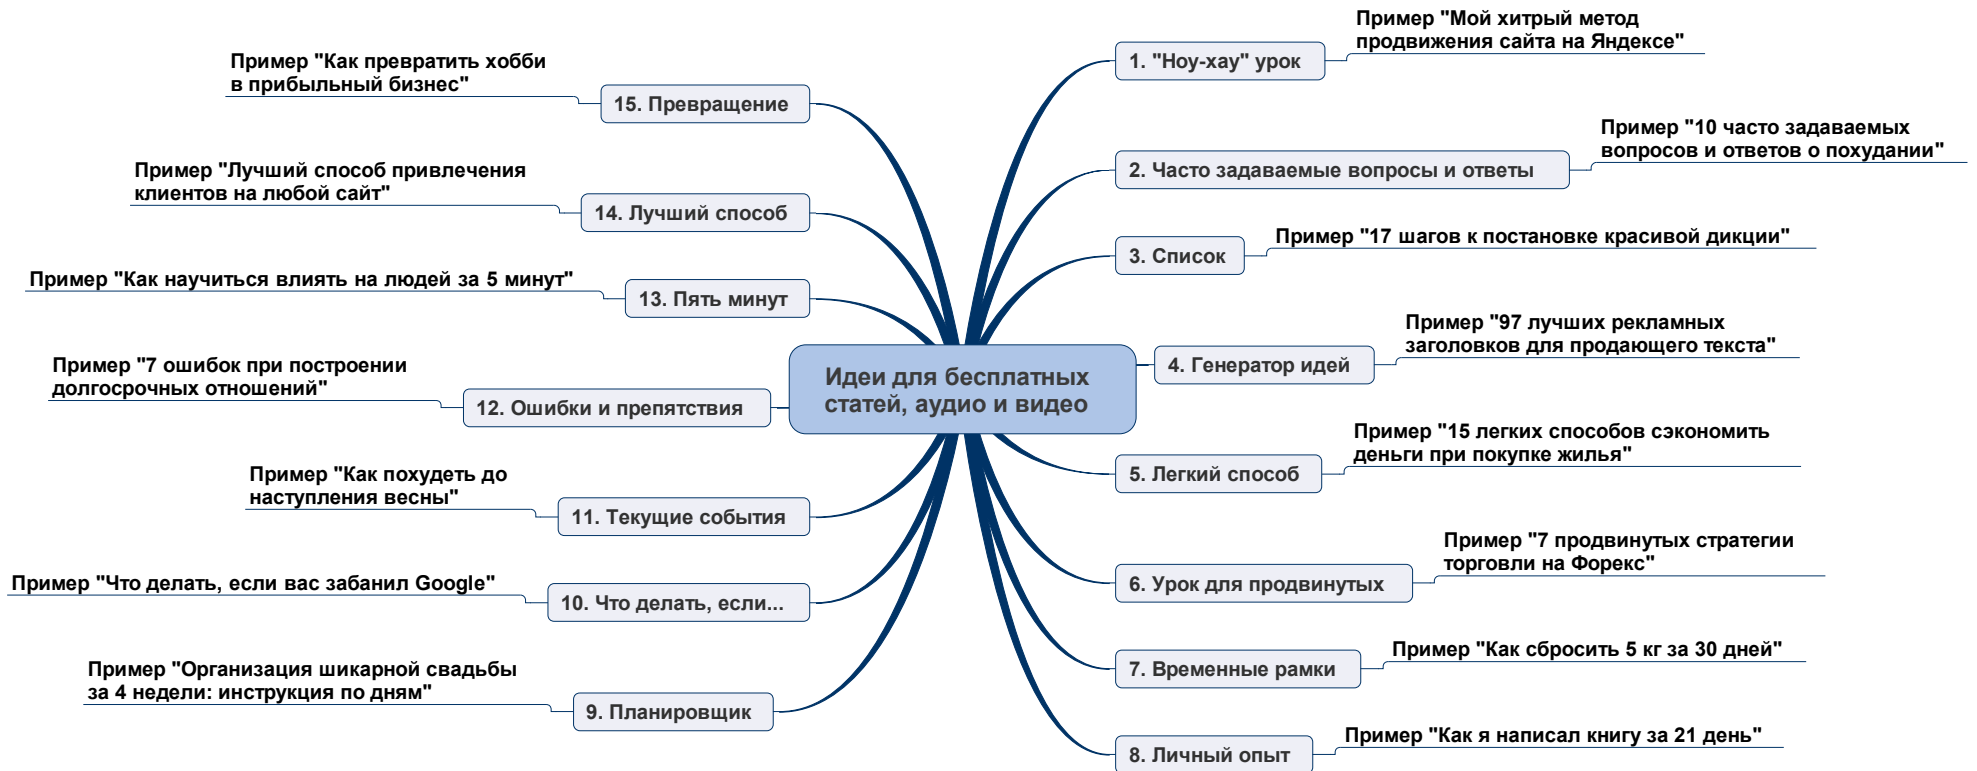 Идеи для бесплатных
статей, аудио и видео
1. "Ноу-хау" урок
Пример "Мой хитрый метод
продвижения сайта на Яндексе"
2. Часто задаваемые вопросы и ответы
Пример "10 часто задаваемых
вопросов и ответов о похудании"
3. Список
Пример "17 шагов к постановке красивой дикции"
4. Генератор идей
Пример "97 лучших рекламных
заголовков для продающего текста"
5. Легкий способ
Пример "15 легких способов сэкономить
деньги при покупке жилья"
6. Урок для продвинутых
Пример "7 продвинутых стратегии
торговли на Форекс"
7. Временные рамки
Пример "Как сбросить 5 кг за 30 дней"
8. Личный опыт
Пример "Как я написал книгу за 21 день"
9. Планировщик
Пример "Организация шикарной свадьбы
за 4 недели: инструкция по дням"
10. Что делать, если...
Пример "Что делать, если вас забанил Google"
11. Текущие события
Пример "Как похудеть до
наступления весны"
12. Ошибки и препятствия
Пример "7 ошибок при построении
долгосрочных отношений"
13. Пять минут
Пример "Как научиться влиять на людей за 5 минут"
14. Лучший способ
Пример "Лучший способ привлечения
клиентов на любой сайт"
15. Превращение
Пример "Как превратить хобби
в прибыльный бизнес"